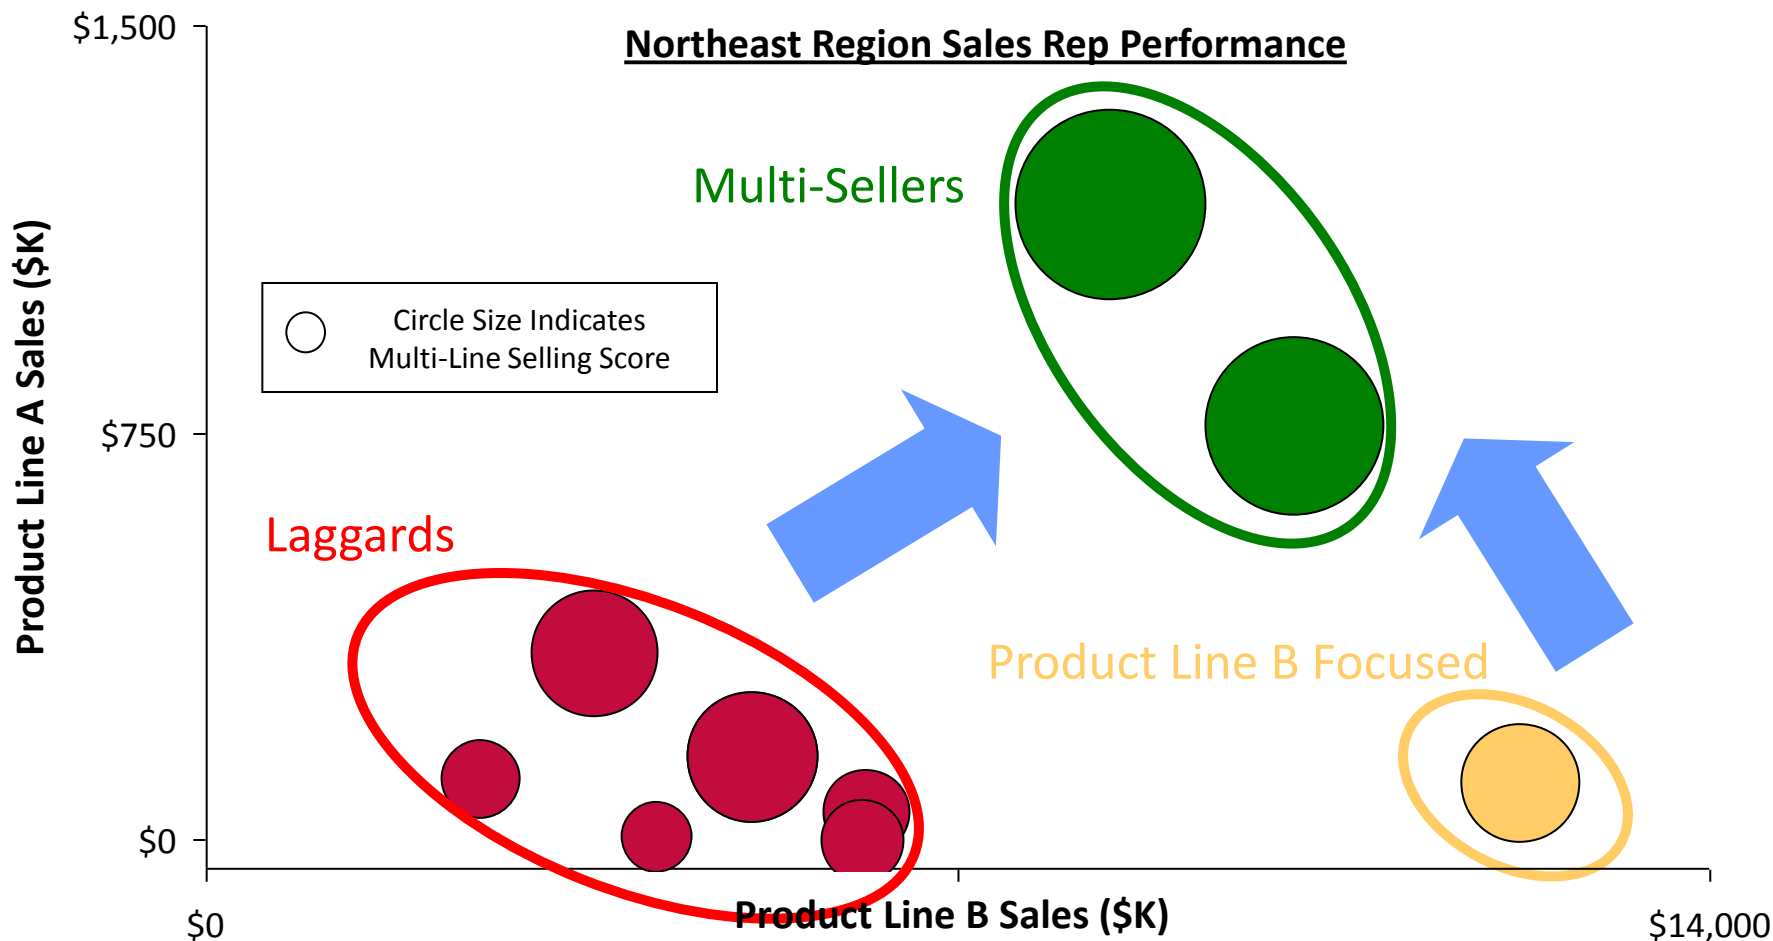 $1,500
Northeast Region Sales Rep Performance
Multi-Sellers
Product Line A Sales ($K)
Circle Size Indicates
Multi-Line Selling Score
$750
Laggards
Product Line B Focused
$0
$0
Product Line B Sales ($K)
$14,000